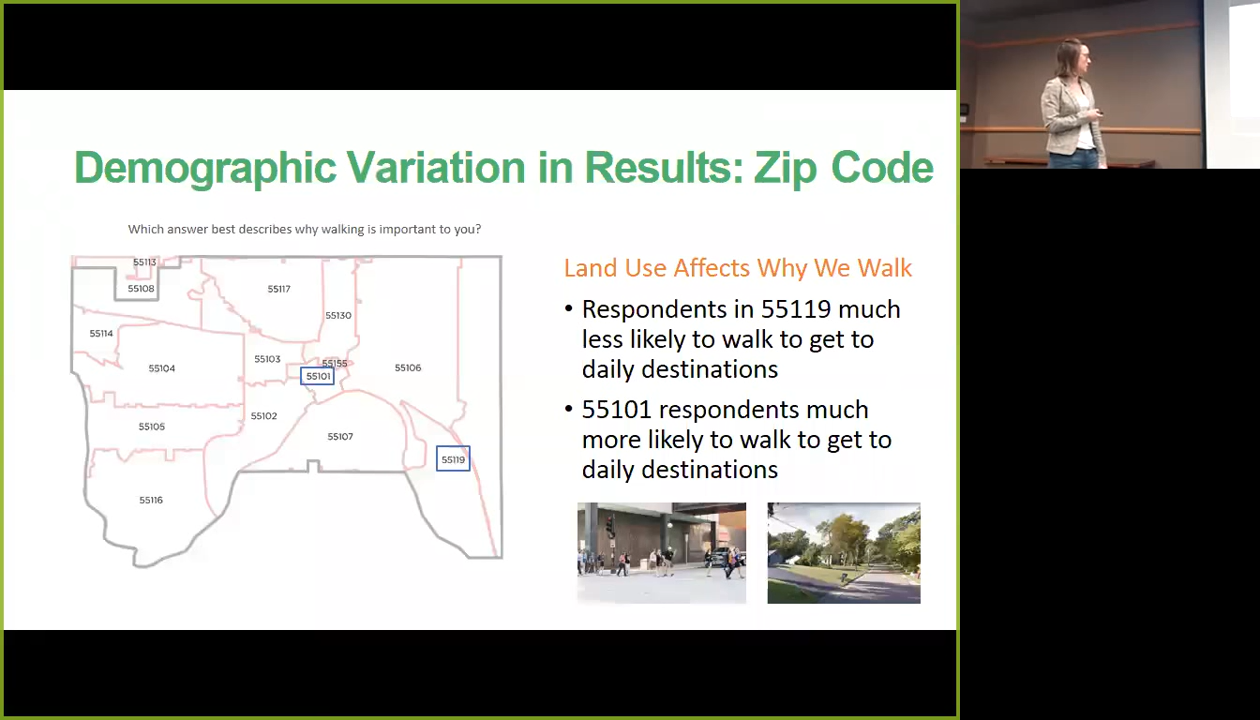 Demographic Variation in Results: Zip Code
Which answer best describes why walking is important to you?
55113
55108
55117
55130
55114
55103
55155
55104
55101
55106
55102
55105
55107
55119
55116
Land Use Affects Why We Walk
• Respondents in 55119 much
less likely to walk to get to
daily destinations
• 55101 respondents much
more likely to walk to get to
daily destinations